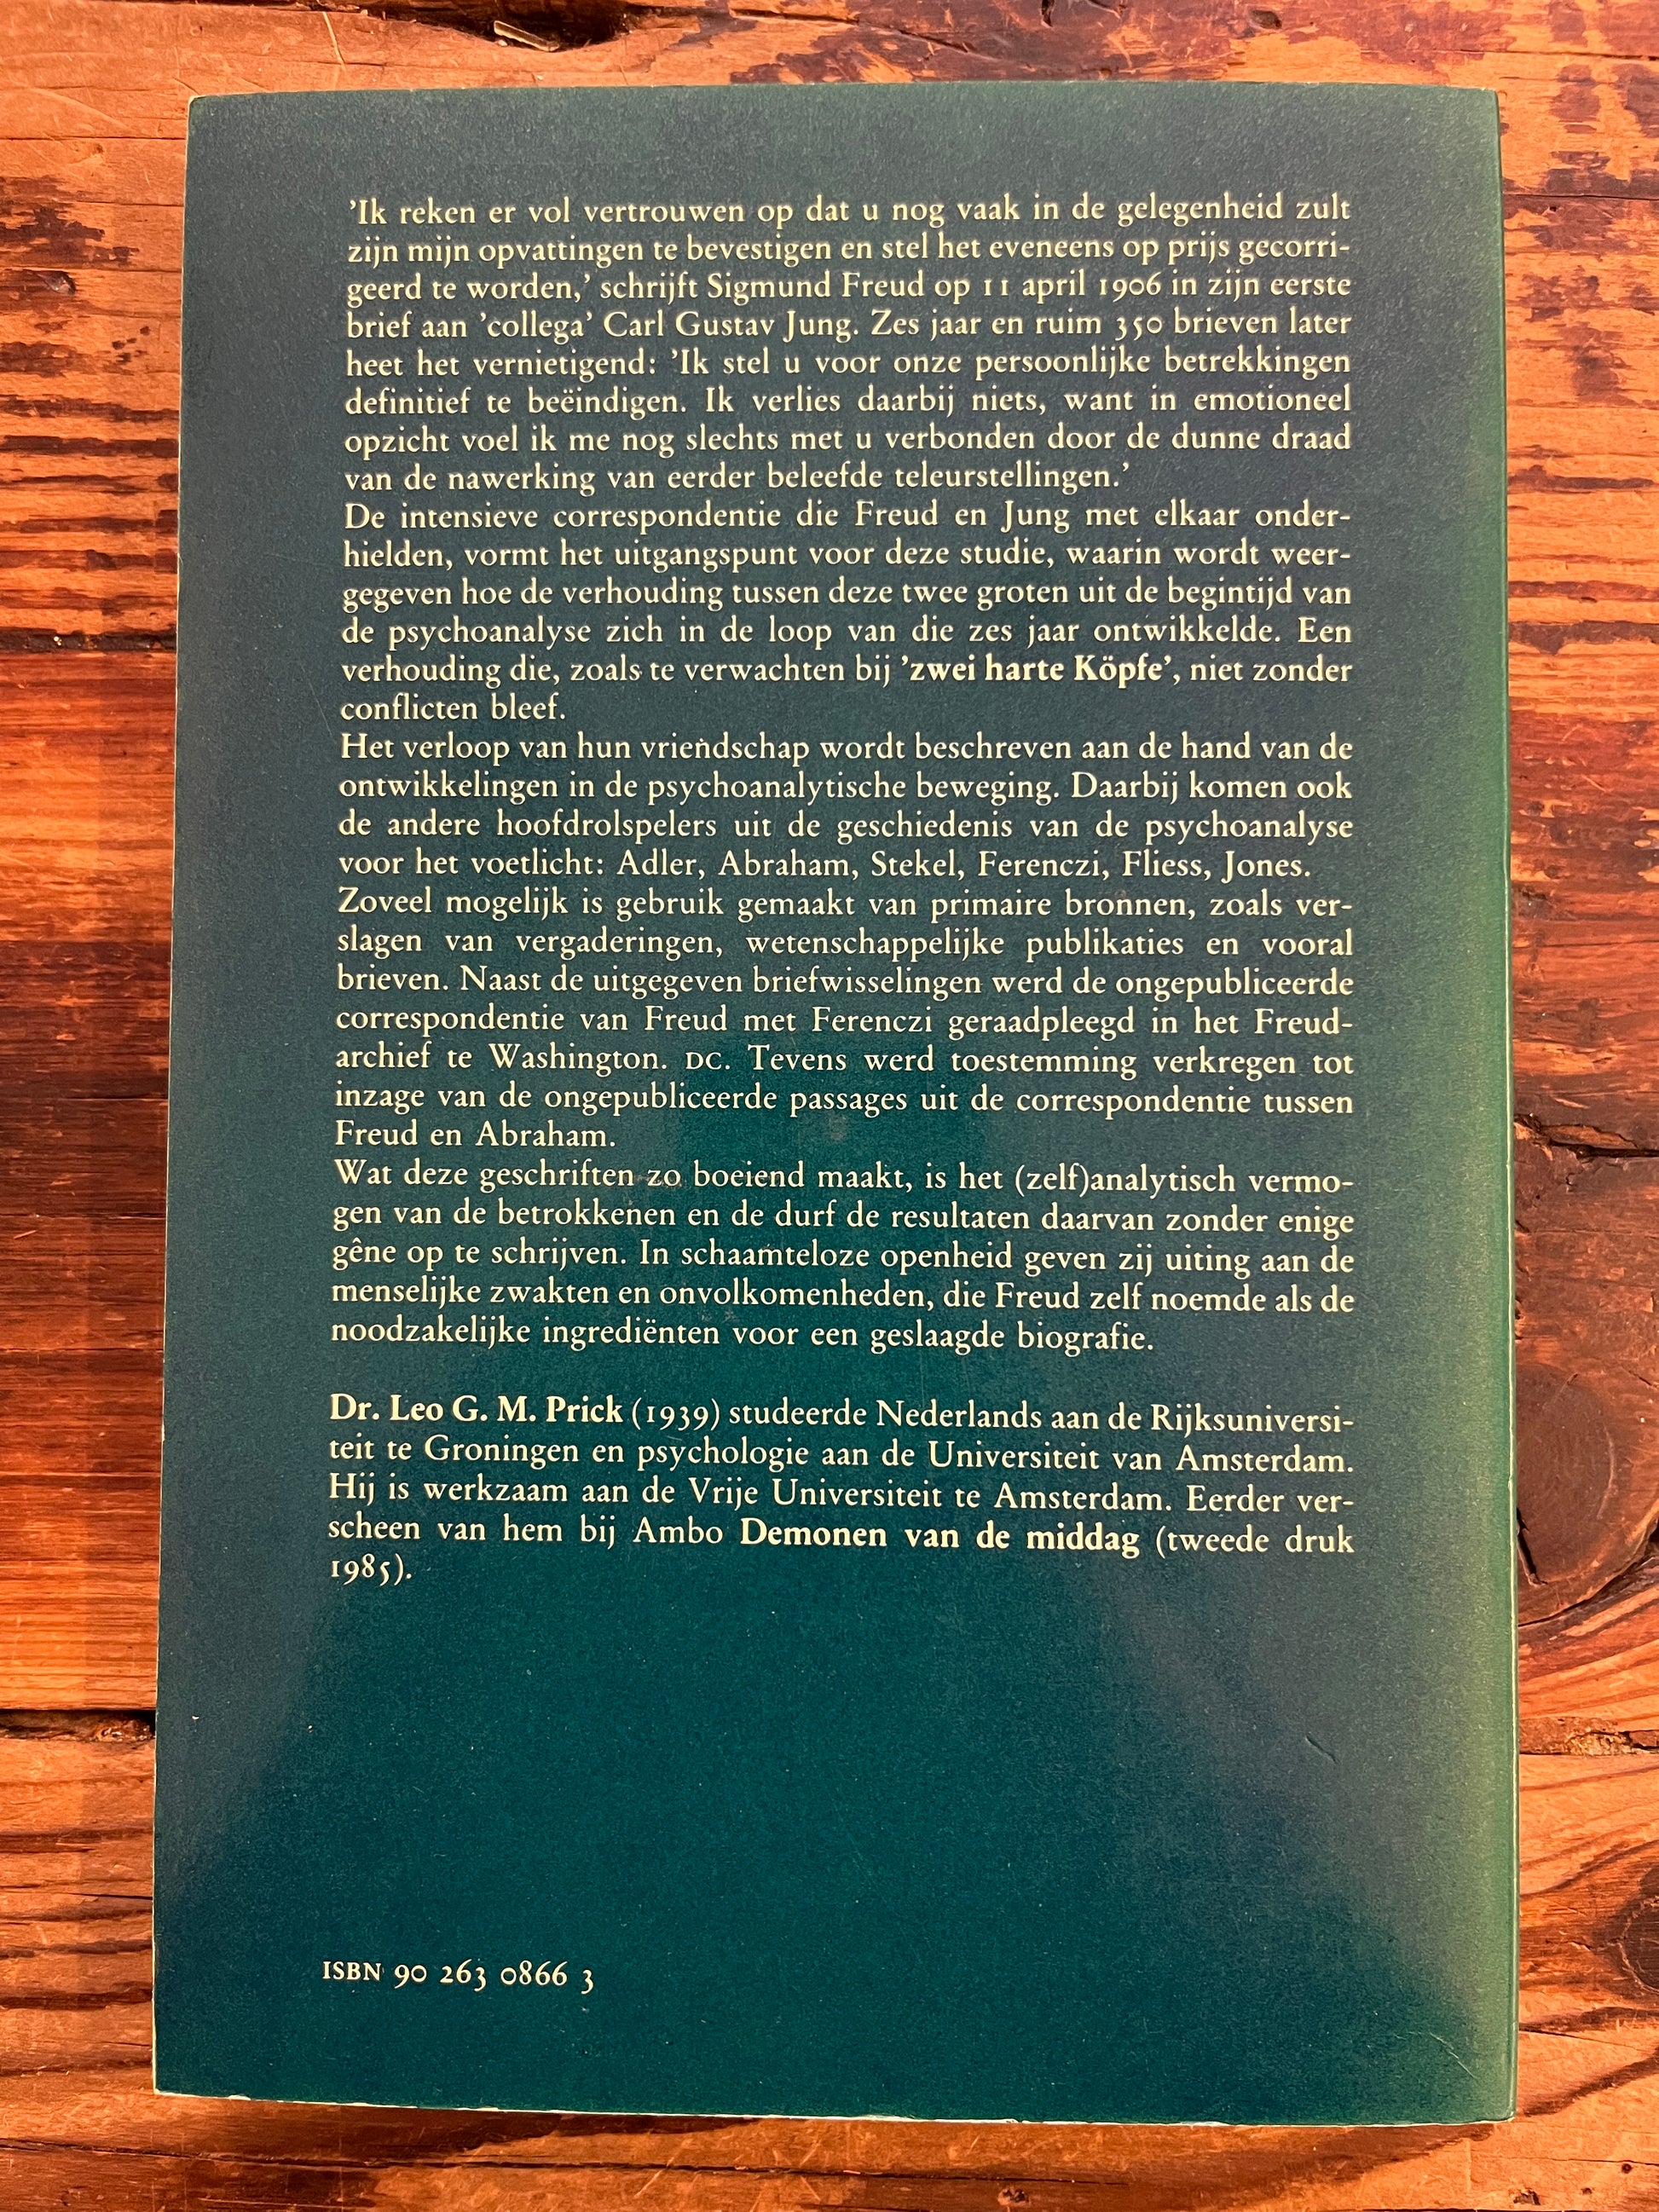 ’Ik reken er vol vertrouwen op dat u nog vaak in de gelegenheid zult
zijn mijn opvattingen te bevestigen en stel het eveneens op prijs gecorri-
geerd te worden,’ schrijft Sigmund Freud op 11 april 1906 in zijn eerste
brief aan ’collega’ Carl Gustav Jung. Zes jaar en ruim 350 brieven later
heet het vernietigend: ’Ik stel u voor onze persoonlijke betrekkingen
definitief te beëindigen. Ik verlies daarbij niets, want in emotioneel
opzicht voel ik me nog slechts met u verbonden door de dunne draad
van de nawerking van eerder beleefde teleurstellingen.’
De intensieve correspondentie die Freud en Jung met elkaar onder-
hielden, vormt het uitgangspunt voor deze studie, waarin wordt weer-
gegeven hoe de verhouding tussen deze twee groten uit de begintijd van
de psychoanalyse zich in de loop van die zes jaar ontwikkelde. Een
verhouding die, zoals te verwachten bij ’zwei harte Köpfe’, niet zonder
conflicten bleef.
Het verloop van hun vriendschap wordt beschreven aan de hand van de
ontwikkelingen in de psychoanalytische beweging. Daarbij komen ook
de andere hoofdrolspelers uit de geschiedenis van de psychoanalyse
voor het voetlicht: Adler, Abraham, Stekel, Ferenczi, Fliess, Jones.
Zoveel mogelijk is gebruik gemaakt van primaire bronnen, zoals ver-
slagen van vergaderingen, wetenschappelijke publikaties en vooral
brieven. Naast de uitgegeven briefwisselingen werd de ongepubliceerde
correspondentie van Freud met Ferenczi geraadpleegd in het Freud-
archief te Washington. DC. Tevens werd toestemming verkregen tot
inzage van de ongepubliceerde passages uit de correspondentie tussen
Freud en Abraham.
Wat deze geschriften zo boeiend maakt, is het (zelf)analytisch vermo-
gen van de betrokkenen en de durf de resultaten daarvan zonder enige
gêne op te schrijven. In schaamteloze openheid geven zij uiting aan de
menselijke zwakten en onvolkomenheden, die Freud zelf noemde als de
noodzakelijke ingrediënten voor een geslaagde biografie.
Dr. Leo G. M. Prick (1939) studeerde Nederlands aan de Rijksuniversi-
teit te Groningen en psychologie aan de Universiteit van Amsterdam.
Hij is werkzaam aan de Vrije Universiteit te Amsterdam. Eerder ver-
scheen van hem bij Ambo Demonen van de middag (tweede druk
1985).
ISBN 90 263 0866 3